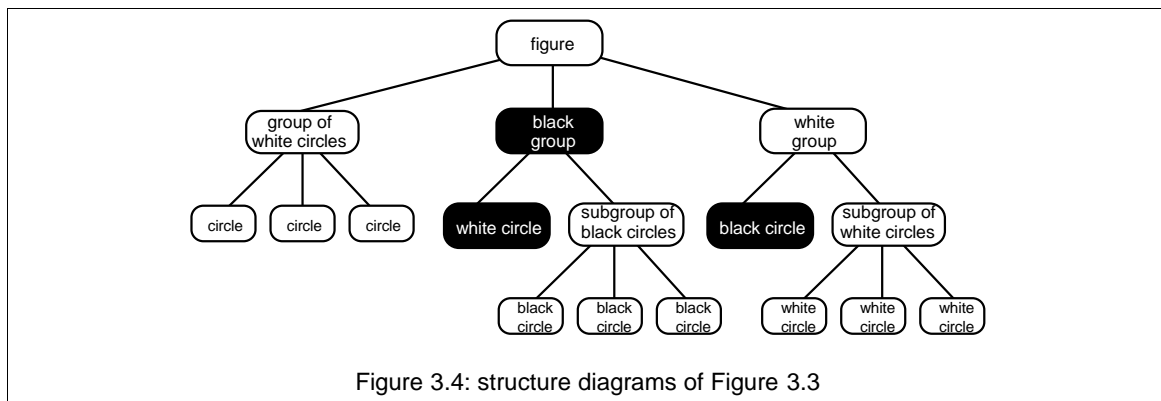 figure
group of
white circles
black
group
white
group
circle
circle
circle
white circle
subgroup of
black circles
black circle
subgroup of
white circles
black
circle
black
circle
black
circle
white
circle
white
circle
white
circle
Figure 3.4: structure diagrams of Figure 3.3